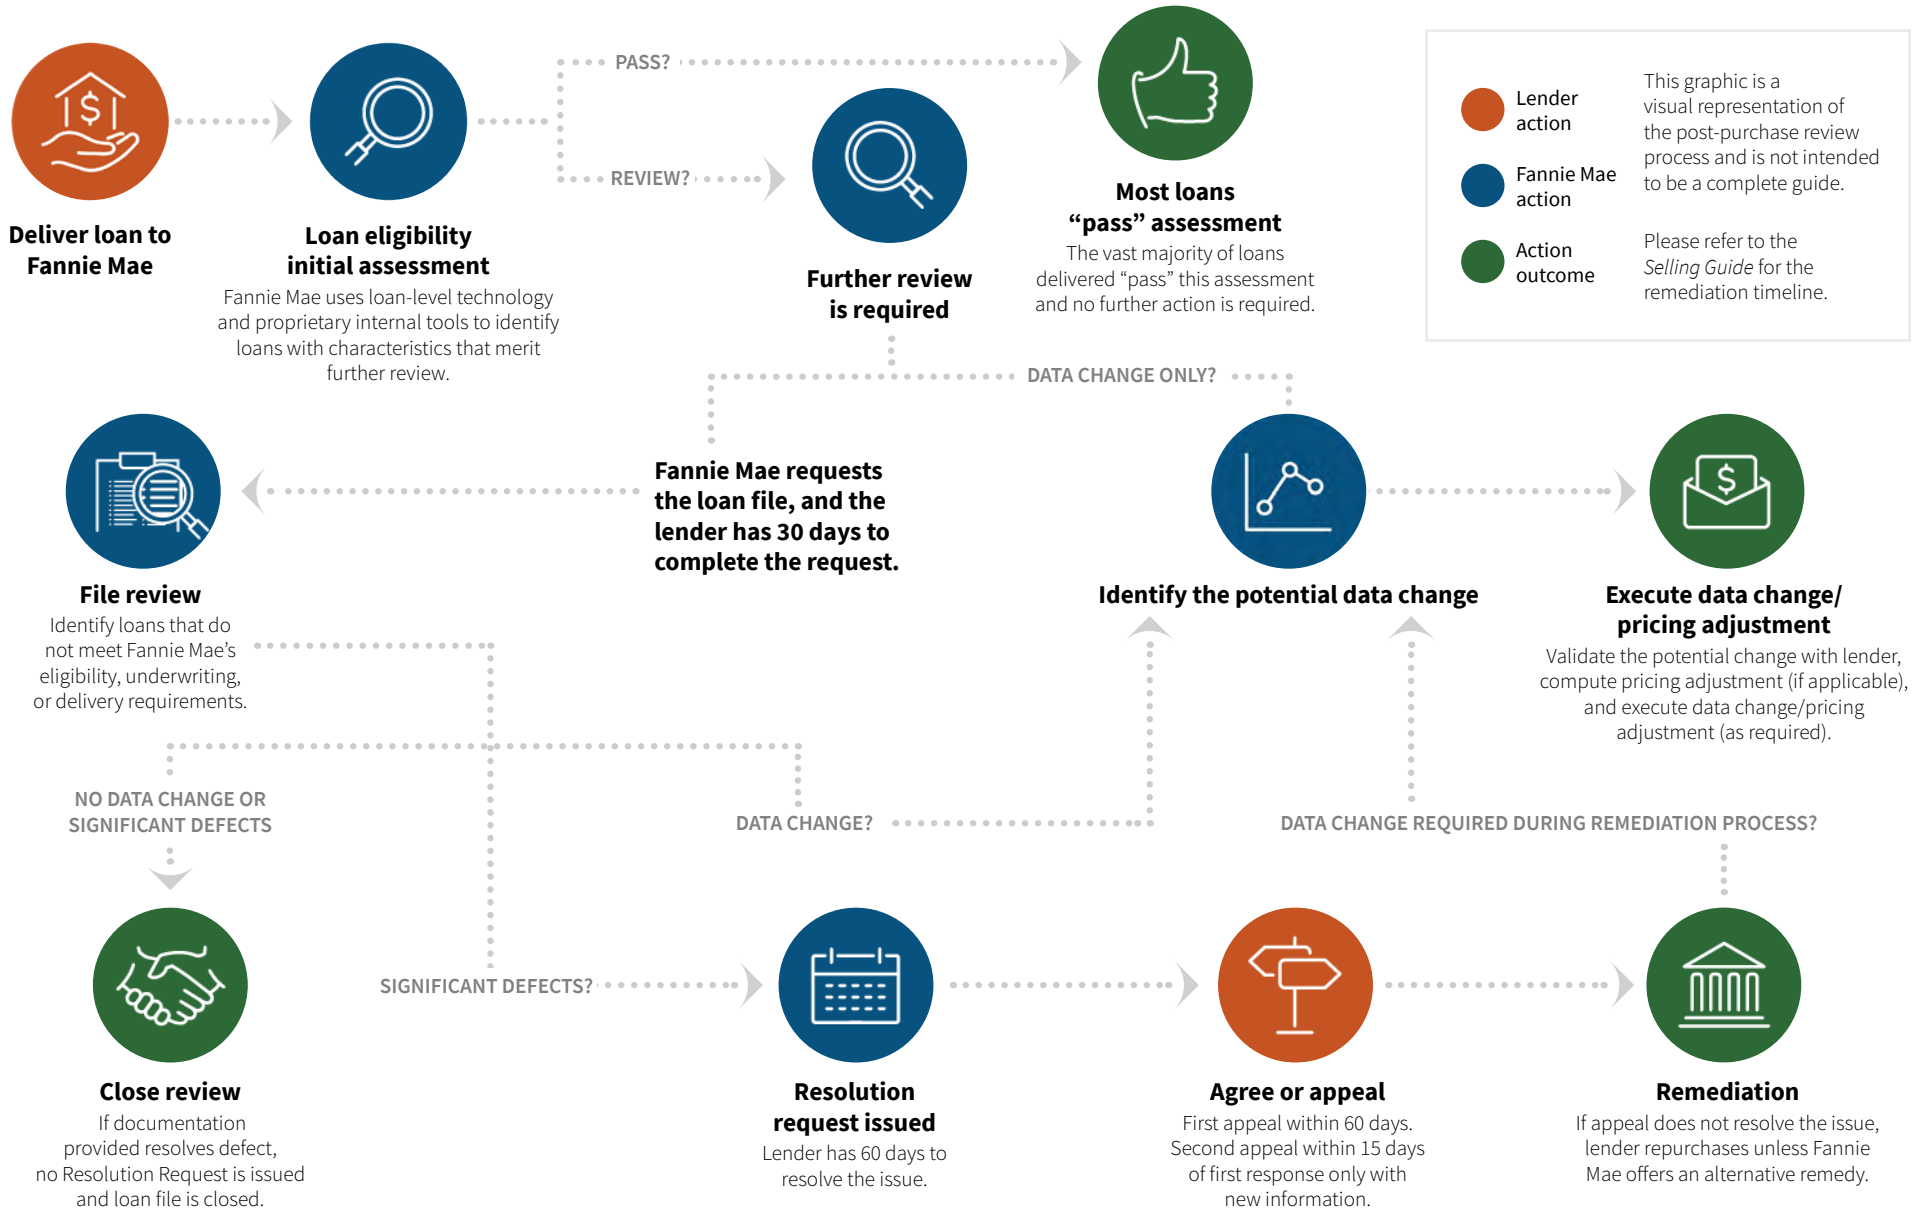 Deliver loan to
Fannie Mae
Loan eligibility
initial assessment
Fannie Mae uses loan-level technology
and proprietary internal tools to identify
loans with characteristics that merit
further review.
PASS?
REVIEW?
Further review
is required
Most loans
“pass” assessment
The vast majority of loans
delivered “pass” this assessment
and no further action is required.
Lender
action
Fannie Mae
action
Action
outcome
This graphic is a
visual representation of
the post-purchase review
process and is not intended
to be a complete guide.
Please refer to the
Selling Guide for the
remediation timeline.
DATA CHANGE ONLY?
Fannie Mae requests
the loan file, and the
lender has 30 days to
complete the request.
File review
Identify loans that do
not meet Fannie Mae’s
eligibility, underwriting,
or delivery requirements.
Identify the potential data change
Execute data change/
pricing adjustment
Validate the potential change with lender,
compute pricing adjustment (if applicable),
and execute data change/pricing
adjustment (as required).
NO DATA CHANGE OR
SIGNIFICANT DEFECTS
DATA CHANGE?
DATA CHANGE REQUIRED DURING REMEDIATION PROCESS?
SIGNIFICANT DEFECTS?
Close review
If documentation
provided resolves defect,
no Resolution Request is issued
and loan file is closed.
Resolution
request issued
Lender has 60 days to
resolve the issue.
Agree or appeal
First appeal within 60 days.
Second appeal within 15 days
of first response only with
new information.
Remediation
If appeal does not resolve the issue,
lender repurchases unless Fannie
Mae offers an alternative remedy.